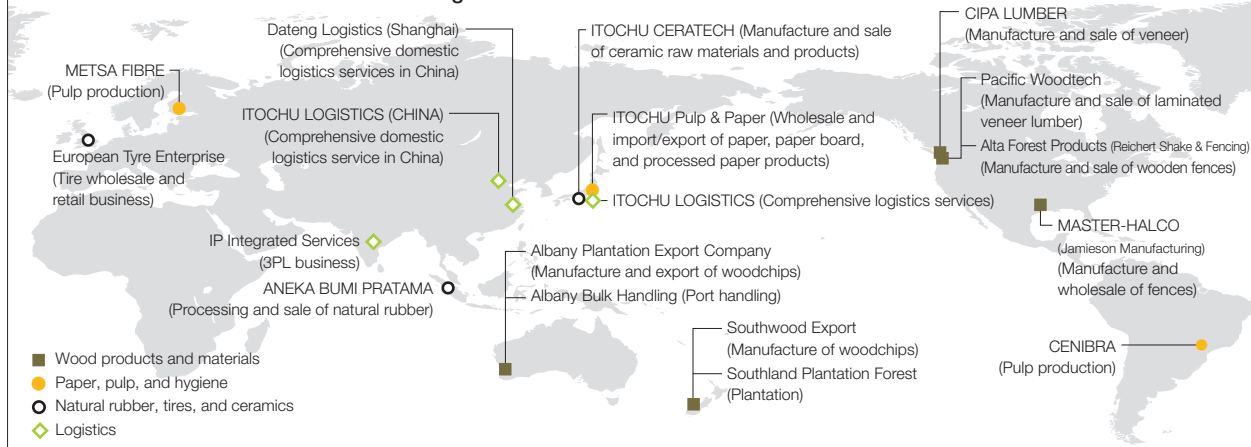 Dateng Logistics (Shanghai)
(Comprehensive domestic
logistics services in China)
METSA FIBRE
(Pulp production)
ITOCHU LOGISTICS (CHINA)
(Comprehensive domestic
logistics service in China)
European Tyre Enterprise
(Tire wholesale and
retail business)
IP Integrated Services
(3PL business)
ANEKA BUMI PRATAMA
(Processing and sale of natural rubber)
ITOCHU CERATECH (Manufacture and sale
of ceramic raw materials and products)
ITOCHU Pulp & Paper (Wholesale and
import/export of paper, paper board,
and processed paper products)
ITOCHU LOGISTICS (Comprehensive logistics services)
Albany Plantation Export Company
(Manufacture and export of woodchips)
Albany Bulk Handling (Port handling)
Southwood Export
(Manufacture of woodchips)
Southland Plantation Forest
(Plantation)
CIPA LUMBER
(Manufacture and sale of veneer)
Pacific Woodtech
(Manufacture and sale of laminated
veneer lumber)
Alta Forest Products (Reichert Shake & Fencing)
(Manufacture and sale of wooden fences)
MASTER-HALCO
(Jamieson Manufacturing)
(Manufacture and
wholesale of fences)
CENIBRA
(Pulp production)
Wood products and materials
Paper, pulp, and hygiene
Natural rubber, tires, and ceramics
Logistics